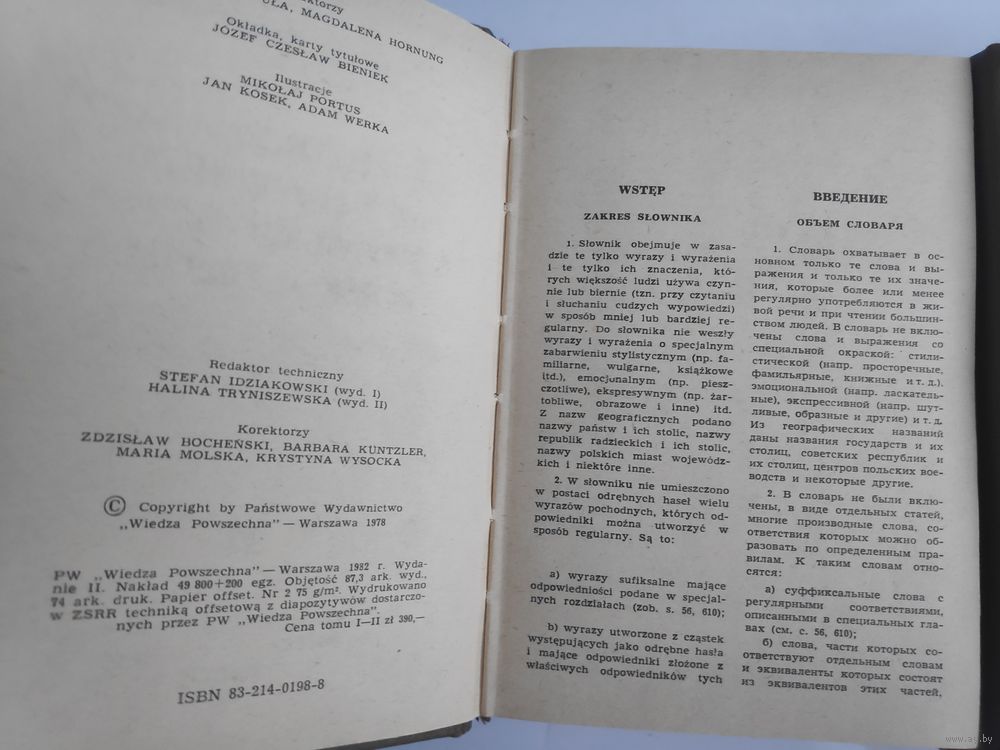 ktorzy
UŁA, MAGDALENA HORNUNG
Okładka, karty tytułowe
JÓZEF CZESŁAW BIENIEK
Ilustracje
MIKOŁAJ PORTUS
JAN KOSEK, ADAM WERKA
Redaktor techniczny
STEFAN IDZIAKOWSKI (wyd. I)
HALINA TRYNISZEWSKA (wyd. II)
Korektorzy
ZDZISŁAW BOCHEŃSKI, BARBARA KUNTZLER,
MARIA MOLSKA, KRYSTYNA WYSOCKA
© Copyright by Państwowe Wydawnictwo
„Wiedza Powszechna" — Warszawa 1978
PW „Wiedza Powszechna" — Warszawa 1982 r. Wyda-
nie II. Nakład 49 800+200 egz. Objętość 87,3 ark. wyd.,
74 ark. druk. Papier offset. Nr 2 75 g/m². Wydrukowano
w ZSRR techniką offsetową z diapozytywów dostarczo-
nych przez PW „Wiedza Powszechna".
Cena tomu I—II zł 390,—
ISBN 83-214-0198-8
WSTĘP
ZAKRES SŁOWNIKA
1. Słownik obejmuje w zasa-
dzie te tylko wyrazy i wyrażenia
i te tylko ich znaczenia, któ-
rych większość ludzi używa czyn-
nie lub biernie (tzn. przy czytaniu
i słuchaniu cudzych wypowiedzi)
w sposób mniej lub bardziej re-
gularny. Do słownika nie weszły
wyrazy i wyrażenia o specjalnym
zabarwieniu stylistycznym (np. fa-
miliarne, wulgarne, książkowe
itd.), emocjonalnym (np. piesz-
czotliwe), ekspresywnym (np. żar-
tobliwe, obrazowe i inne) itd.
Z nazw geograficznych podano
nazwy państw i ich stolic, nazwy
republik radzieckich i ich stolic,
nazwy polskich miast wojewódz-
kich i niektóre inne.
2. W słowniku nie umieszczono
w postaci odrębnych haseł wielu
wyrazów pochodnych, których od-
powiedniki można utworzyć w
sposób regularny. Są to:
a) wyrazy sufiksalne mające
odpowiedniości podane w specjal-
nych rozdziałach (zob. s. 56, 610);
b) wyrazy utworzone z cząstek
występujących jako odrębne hasła
i mające odpowiedniki złożone z
właściwych odpowiedników tych
ВВЕДЕНИЕ
ОБЪЕМ СЛОВАРЯ
1. Словарь охватывает в ос-
новном только те слова и вы-
ражения и только те их значе-
ния, которые более или менее
регулярно употребляются в жи-
вой речи и при чтении большин-
ством людей. В словарь не вклю-
чены слова и выражения со
специальной окраской: стили-
стической (напр. просторечные,
фамильярные, книжные и т. д.).
эмоциональной (напр. ласкатель-
ные), экспрессивной (напр. шут-
ливые, образные и другие) и т. д.
Из географических названий
даны названия государств и их
столиц, советских республик и
их столиц, центров польских вое-
водств и некоторые другие.
2. В словарь не были вклю-
чены, в виде отдельных статей,
многие производные слова, со-
ответствия которых можно об-
разовать по определенным пра-
вилам. К таким словам отно-
сятся:
а) суффиксальные слова с
регулярными соответствиями,
описанными в специальных гла-
вах (см. с. 56, 610);
б) слова, части которых со-
ответствуют отдельным словам
и эквиваленты которых состоят
из эквивалентов этих частей,
www.ay.by